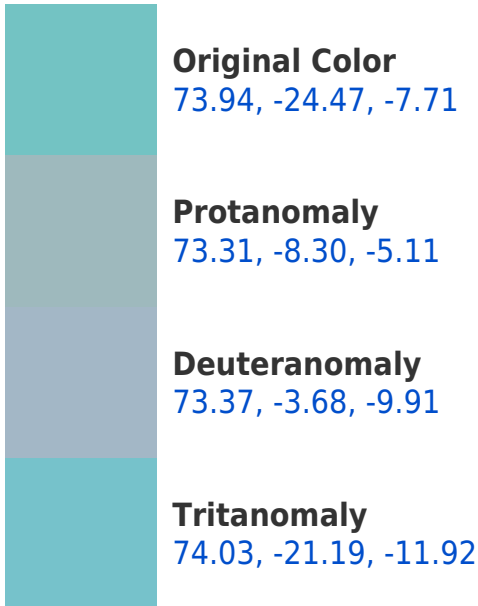 Original Color
73.94, -24.47, -7.71
Protanomaly
73.31, -8.30, -5.11
Deuteranomaly
73.37, -3.68, -9.91
Tritanomaly
74.03, -21.19, -11.92